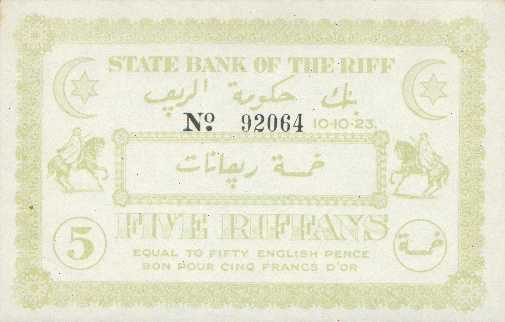 STATE BANK OF THE RIFF
بنك حكومة الريف
No. 92064 10-10-23.
خمسة ريفانات
FIVE RIFFANS
5
EQUAL TO FIFTY ENGLISH PENCE
BON POUR CINQ FRANCS D'OR
خمسة